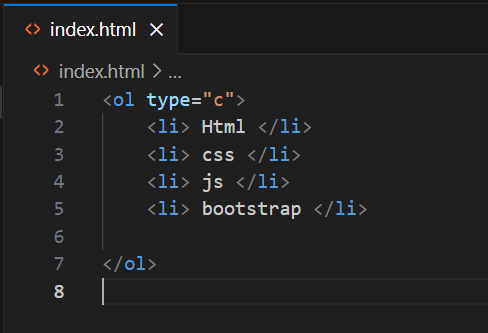 index.html
index.html > ...
1 <ol type="c">
2     <li> Html </li>
3     <li> css </li>
4     <li> js </li>
5     <li> bootstrap </li>
6
7 </ol>
8